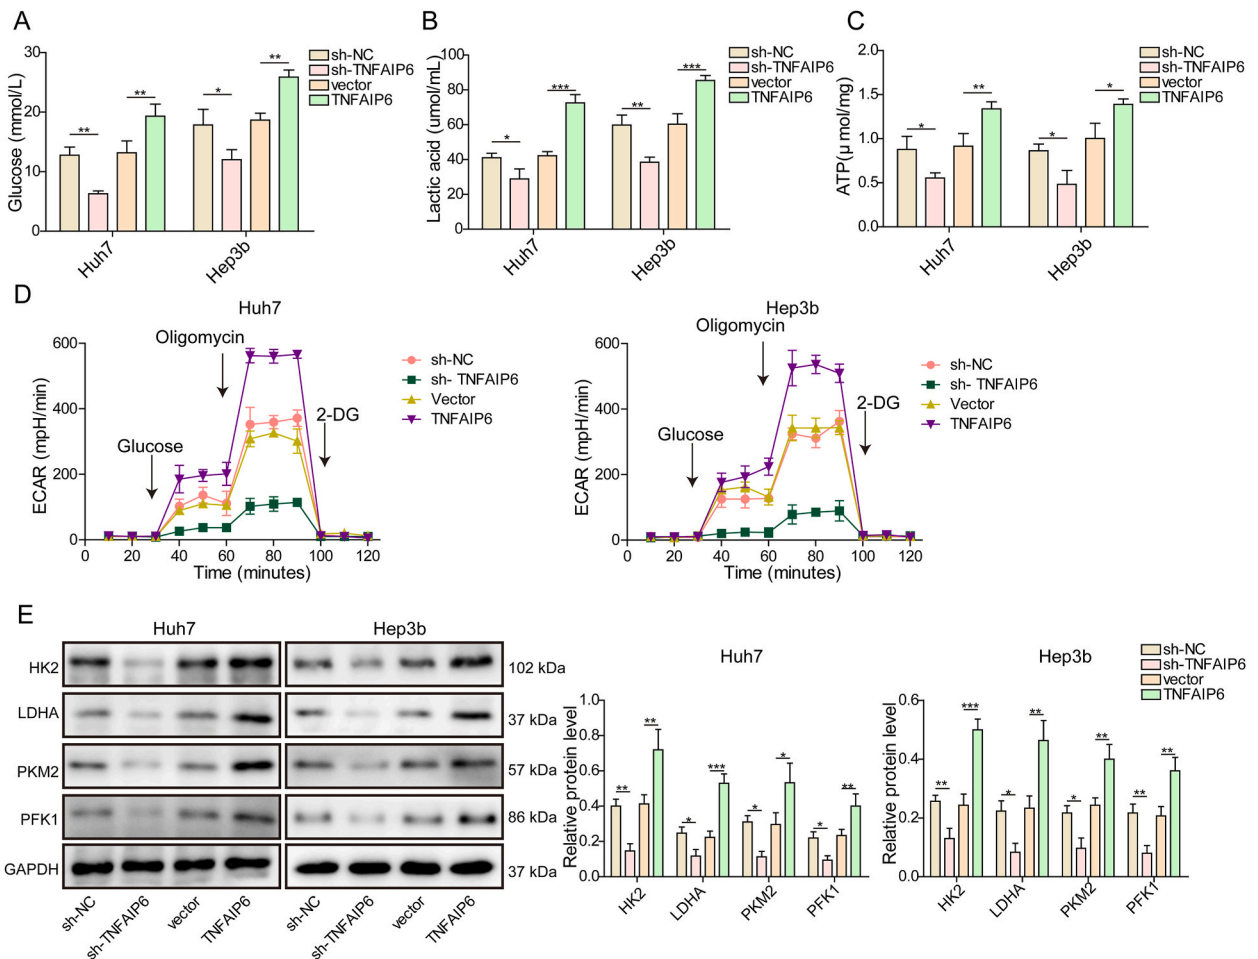 A
Glucose (mmol/L)
30
20
10
0
** ** * **
Huh7
Hep3b
sh-NC
sh-TNFAIP6
vector
TNFAIP6
B
Lactic acid (umol/mL)
100
80
60
40
20
0
* *** ** ***
Huh7
Hep3b
sh-NC
sh-TNFAIP6
vector
TNFAIP6
C
ATP(μ mol/mg)
2.0
1.5
1.0
0.5
0.0
* ** * *
Huh7
Hep3b
sh-NC
sh-TNFAIP6
vector
TNFAIP6
D
Huh7
Oligomycin
Glucose
2-DG
ECAR (mpH/min)
600
400
200
0
0 20 40 60 80 100 120
Time (minutes)
sh-NC
sh- TNFAIP6
Vector
TNFAIP6
Hep3b
Oligomycin
Glucose
2-DG
ECAR (mpH/min)
600
400
200
0
0 20 40 60 80 100 120
Time (minutes)
sh-NC
sh- TNFAIP6
Vector
TNFAIP6
E
Huh7 Hep3b
HK2 102 kDa
LDHA 37 kDa
PKM2 57 kDa
PFK1 86 kDa
GAPDH 37 kDa
sh-NC
sh-TNFAIP6
vector
TNFAIP6
sh-NC
sh-TNFAIP6
vector
TNFAIP6
Huh7
Relative protein level
1.0
0.8
0.6
0.4
0.2
0.0
** ** * *** * * * **
HK2
LDHA
PKM2
PFK1
Hep3b
Relative protein level
0.6
0.4
0.2
0.0
** *** * ** * ** ** **
HK2
LDHA
PKM2
PFK1
sh-NC
sh-TNFAIP6
vector
TNFAIP6